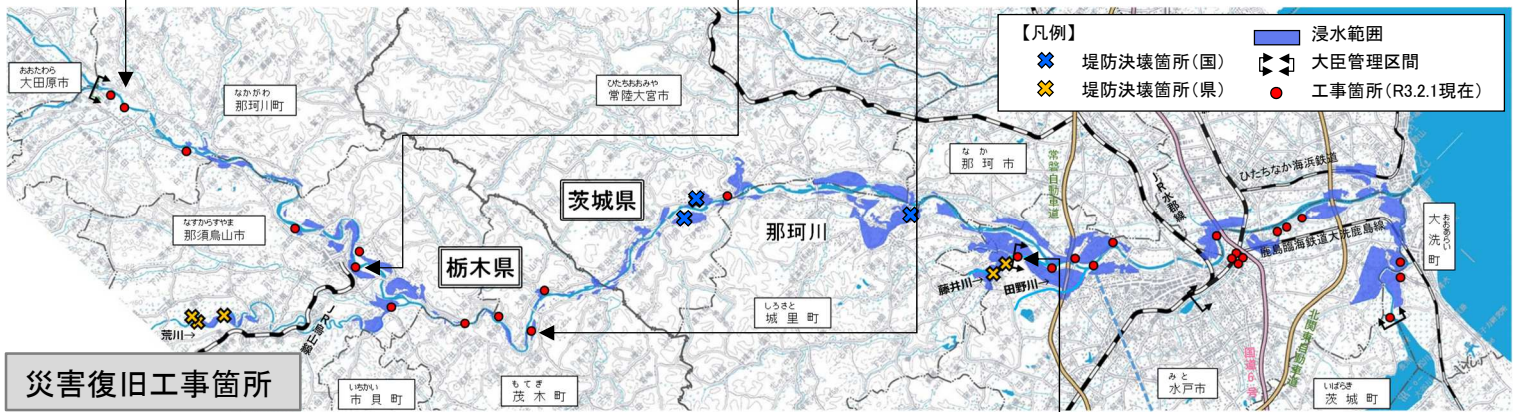 【凡例】
浸水範囲
堤防決壊箇所(国)
大臣管理区間
堤防決壊箇所(県)
工事箇所(R3.2.1現在)
おおたわら
大田原市
なかがわ
那珂川町
ひたちおおみや
常陸大宮市
なか
那珂市
常磐自動車道
JR水郡線
ひたちなか海浜鉄道
鹿島臨海鉄道大洗鹿島線
おおあらい
大洗町
なすからすやま
那須烏山市
茨城県
那珂川
栃木県
藤井川→
田野川→
しろさと
城里町
荒川→
JR烏山線
北関東自動車道
国道6号
災害復旧工事箇所
いちかい
市貝町
もてぎ
茂木町
みと
水戸市
いばらき
茨城町